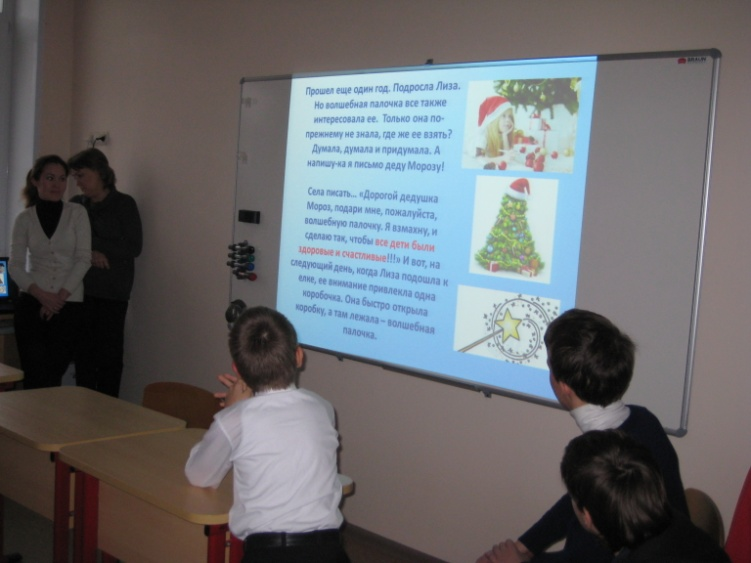 Прошел еще один год. Подросла Лиза.
Но волшебная палочка все также
интересовала ее. Только она по-
прежнему не знала, где же ее взять?
Думала, думала и придумала. А
напишу-ка я письмо деду Морозу!
Села писать... «Дорогой дедушка
Мороз, подари мне, пожалуйста,
волшебную палочку. Я взмахну, и
сделаю так, чтобы все дети были
здоровые и счастливые!!!» И вот, на
следующий день, когда Лиза подошла к
елке, ее внимание привлекла одна
коробочка. Она быстро открыла
коробку, а там лежала – волшебная
палочка.